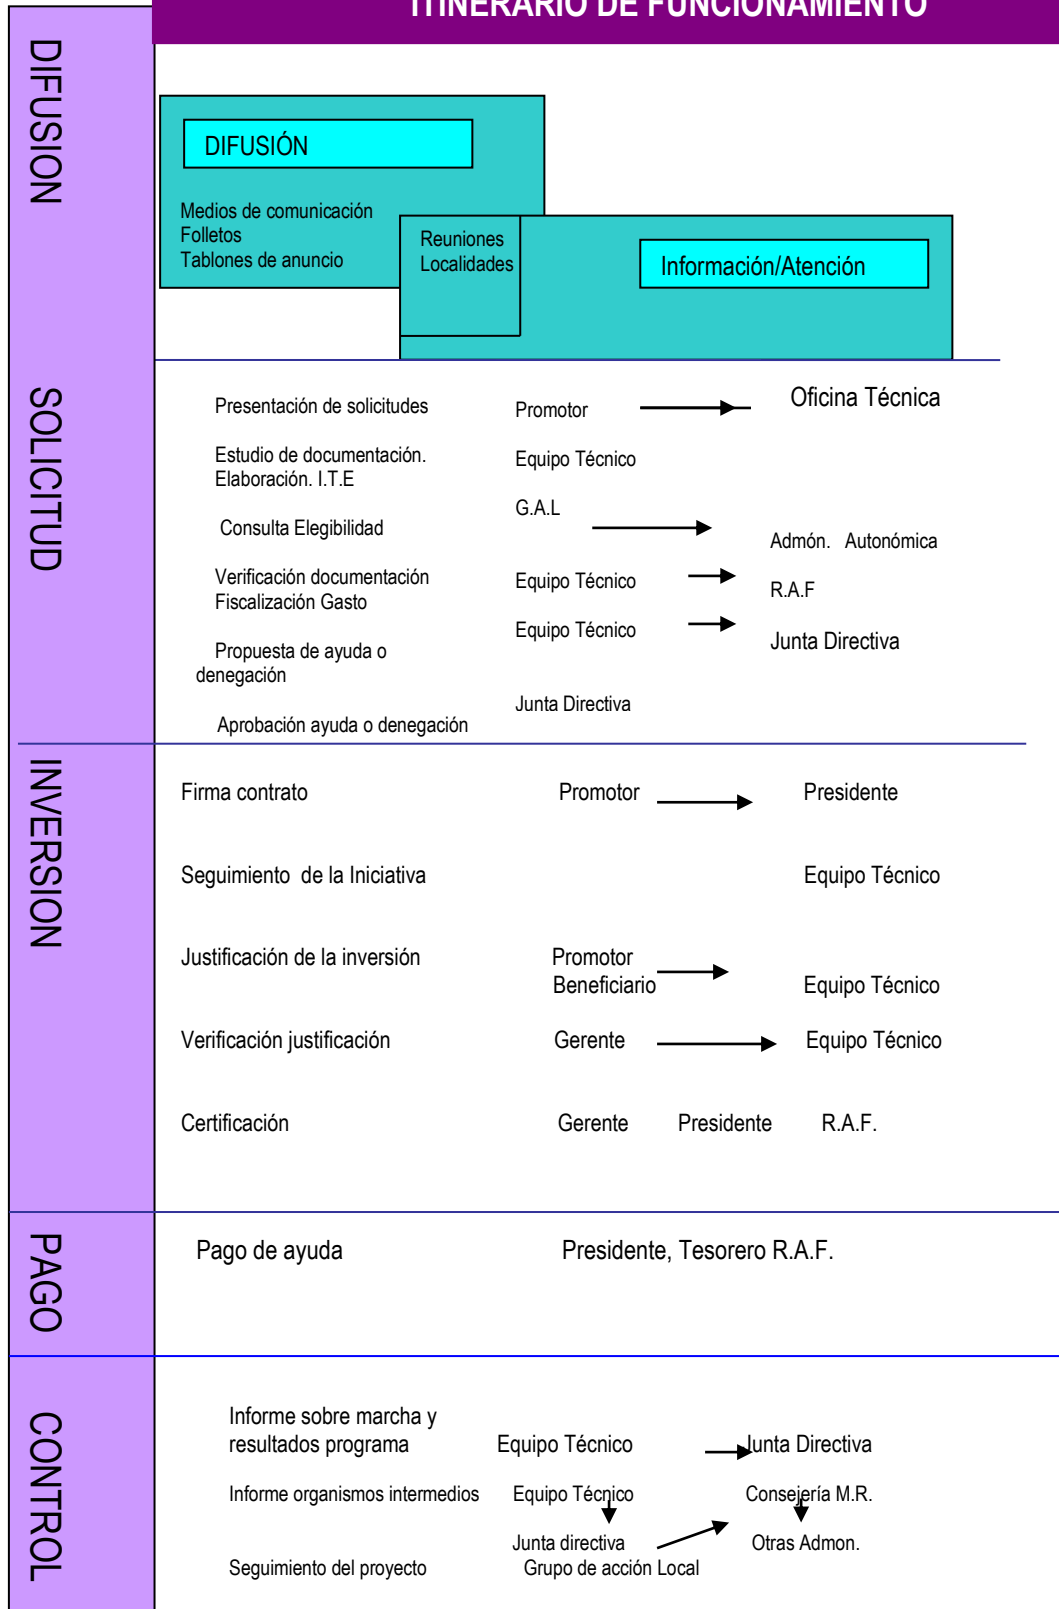 ITINERARIO DE FUNCIONAMIENTO
DIFUSION
DIFUSIÓN
Medios de comunicación
Folletos
Tablones de anuncio
Reuniones
Localidades
Información/Atención
SOLICITUD
Presentación de solicitudes Promotor Oficina Técnica
Estudio de documentación. Equipo Técnico
Elaboración. I.T.E
G.A.L
Consulta Elegibilidad Admón. Autonómica
Verificación documentación Equipo Técnico R.A.F
Fiscalización Gasto
Equipo Técnico Junta Directiva
Propuesta de ayuda o
denegación
Junta Directiva
Aprobación ayuda o denegación
INVERSION
Firma contrato Promotor Presidente
Seguimiento de la Iniciativa Equipo Técnico
Justificación de la inversión Promotor
Beneficiario Equipo Técnico
Verificación justificación Gerente Equipo Técnico
Certificación Gerente Presidente R.A.F.
PAGO
Pago de ayuda Presidente, Tesorero R.A.F.
CONTROL
Informe sobre marcha y
resultados programa Equipo Técnico Junta Directiva
Informe organismos intermedios Equipo Técnico Consejería M.R.
Junta directiva Otras Admon.
Seguimiento del proyecto Grupo de acción Local